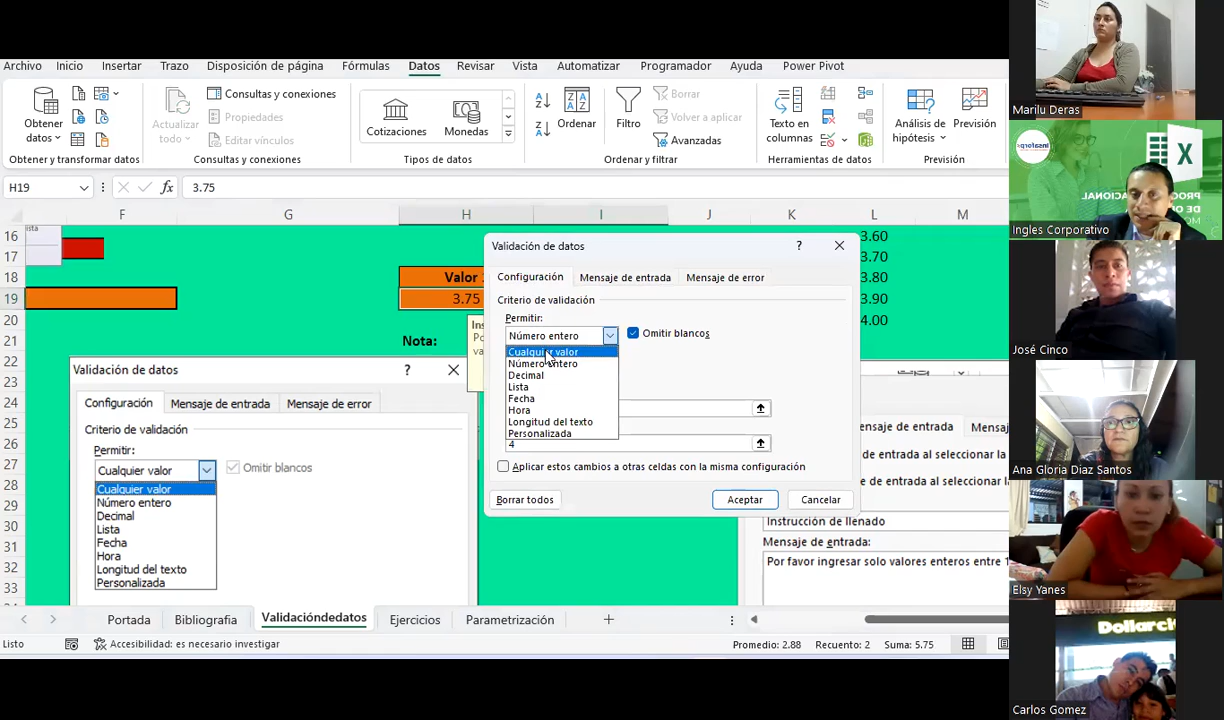 Archivo Inicio Insertar Trazo Disposición de página Fórmulas Datos Revisar Vista Automatizar Programador Ayuda Power Pivot
Obtener datos
Obtener y transformar datos
Actualizar todo
Consultas y conexiones
Propiedades
Editar vínculos
Consultas y conexiones
Cotizaciones
Monedas
Tipos de datos
Ordenar
Filtro
Borrar
Volver a aplicar
Avanzadas
Ordenar y filtrar
Texto en columnas
Herramientas de datos
Análisis de hipótesis
Previsión
Previsión
H19
fx
3.75
F G H I J K L M
16
17
18
19
20
21
22
23
24
25
26
27
28
29
30
31
32
33
ista
Valor
3.75
Nota:
3.60
3.70
3.80
3.90
4.00
Validación de datos ?
Configuración Mensaje de entrada Mensaje de error
Criterio de validación
Permitir:
Cualquier valor
Omitir blancos
Cualquier valor
Número entero
Decimal
Lista
Fecha
Hora
Longitud del texto
Personalizada
Validación de datos ?
Configuración Mensaje de entrada Mensaje de error
Criterio de validación
Permitir:
Número entero
Omitir blancos
Cualquier valor
Número entero
Decimal
Lista
Fecha
Hora
Longitud del texto
Personalizada
4
Aplicar estos cambios a otras celdas con la misma configuración
Borrar todos
Aceptar
Cancelar
ensaje de entrada Mensaj
da de entrada al seleccionar la
e entrada al seleccionar la ce
Instrucción de llenado
Mensaje de entrada:
Por favor ingresar solo valores enteros entre 1
Portada Bibliografia Validacióndedatos Ejercicios Parametrización
Listo
Accesibilidad: es necesario investigar
Promedio: 2.88 Recuento: 2 Suma: 5.75
Marilu Deras
Insaforp
X
Ingles Corporativo
José Cinco
Ana Gloria Diaz Santos
Elsy Yanes
Dollarci
Carlos Gomez